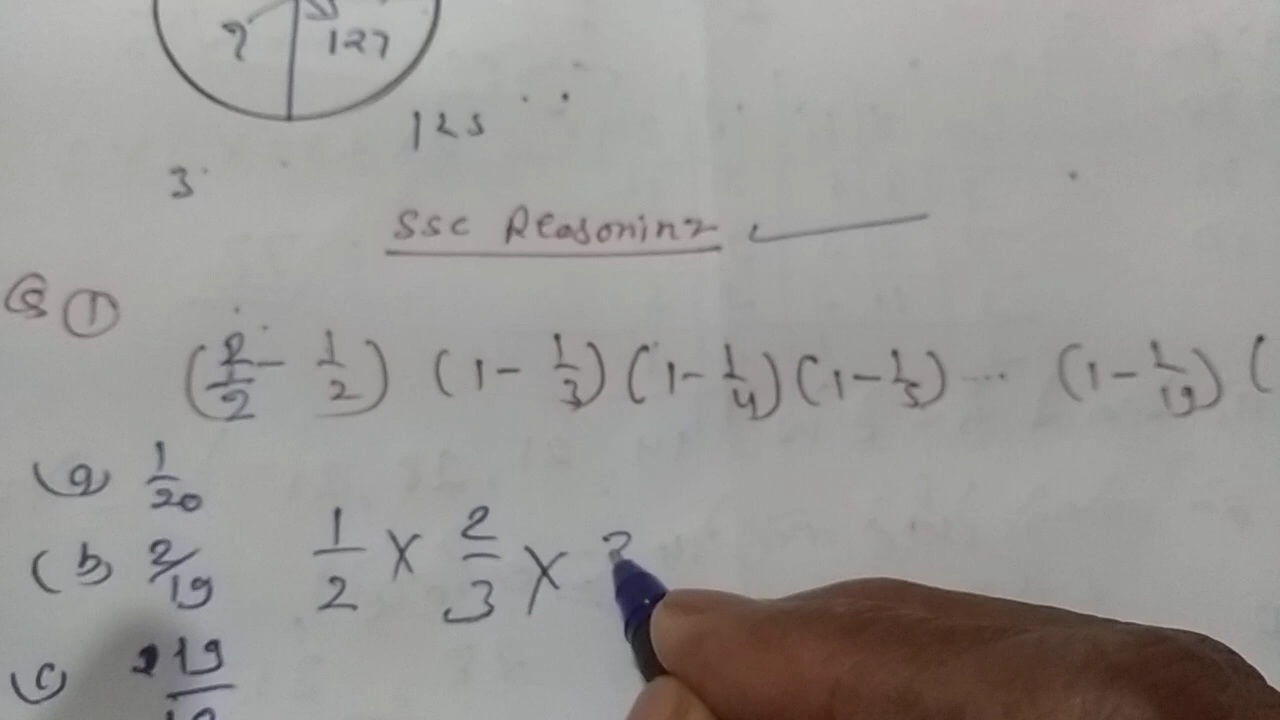 ? 127
125
3
SSC Reasoning
Q ①
(2/2 - 1/2) (1 - 1/3) (1 - 1/4) (1 - 1/5) ... (1 - 1/19) (
(a) 1/20
(b) 2/19
1/2 × 2/3 ×
(c) 19